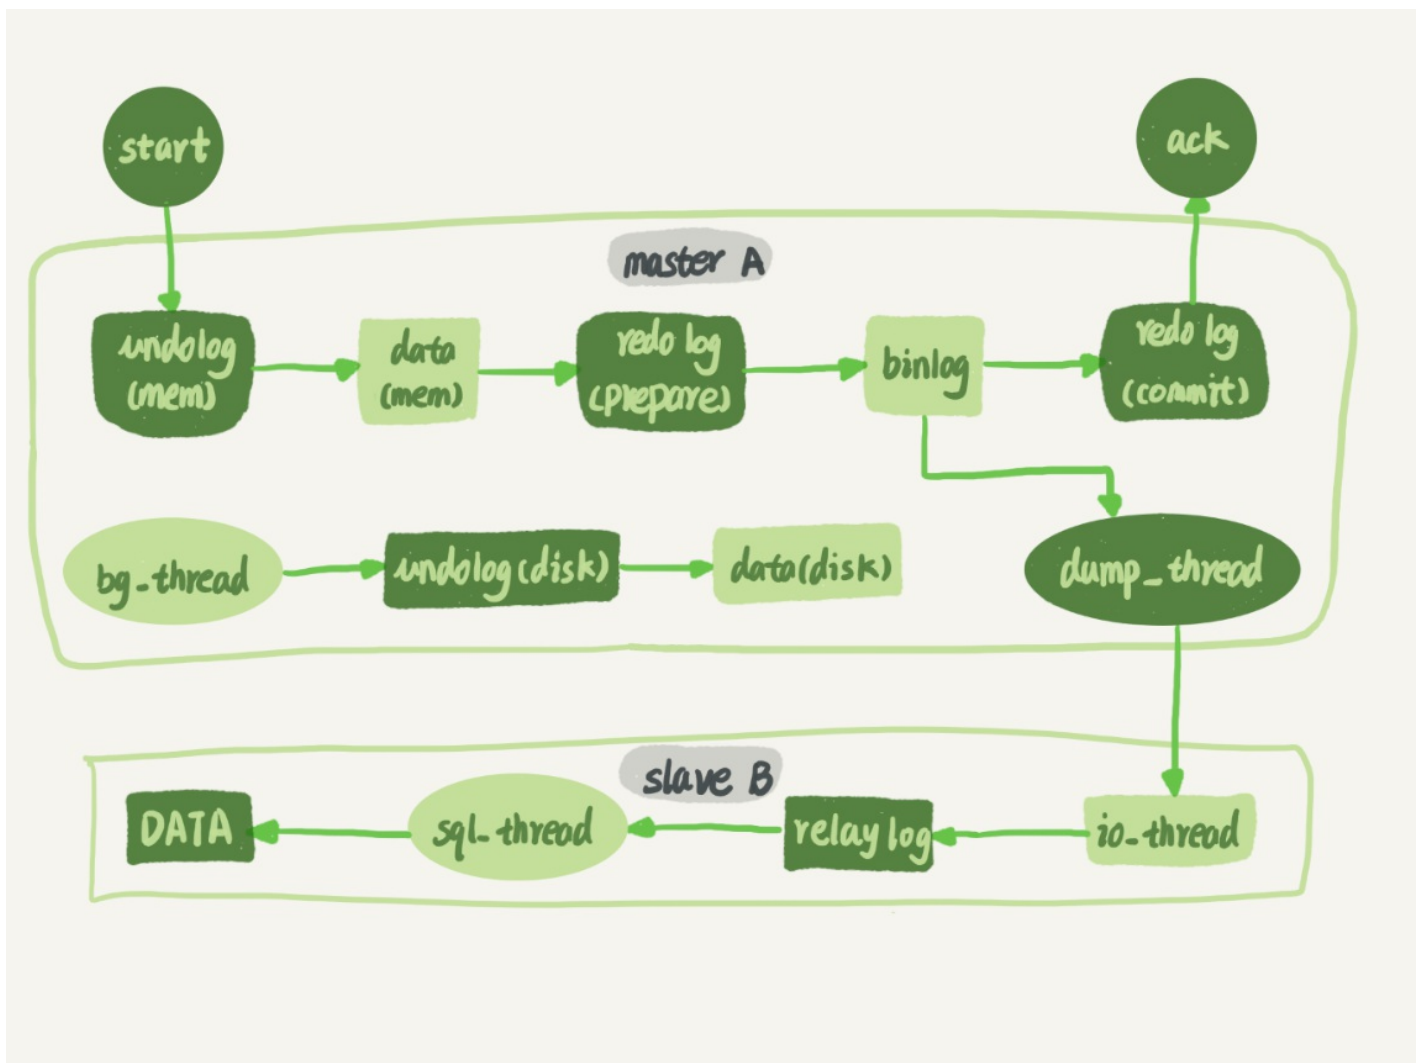 start
ack
master A
undolog
(mem)
data
(mem)
redo log
(prepare)
binlog
redo log
(commit)
bg_thread
undolog(disk)
data(disk)
dump_thread
slave B
DATA
sql_thread
relay log
io_thread